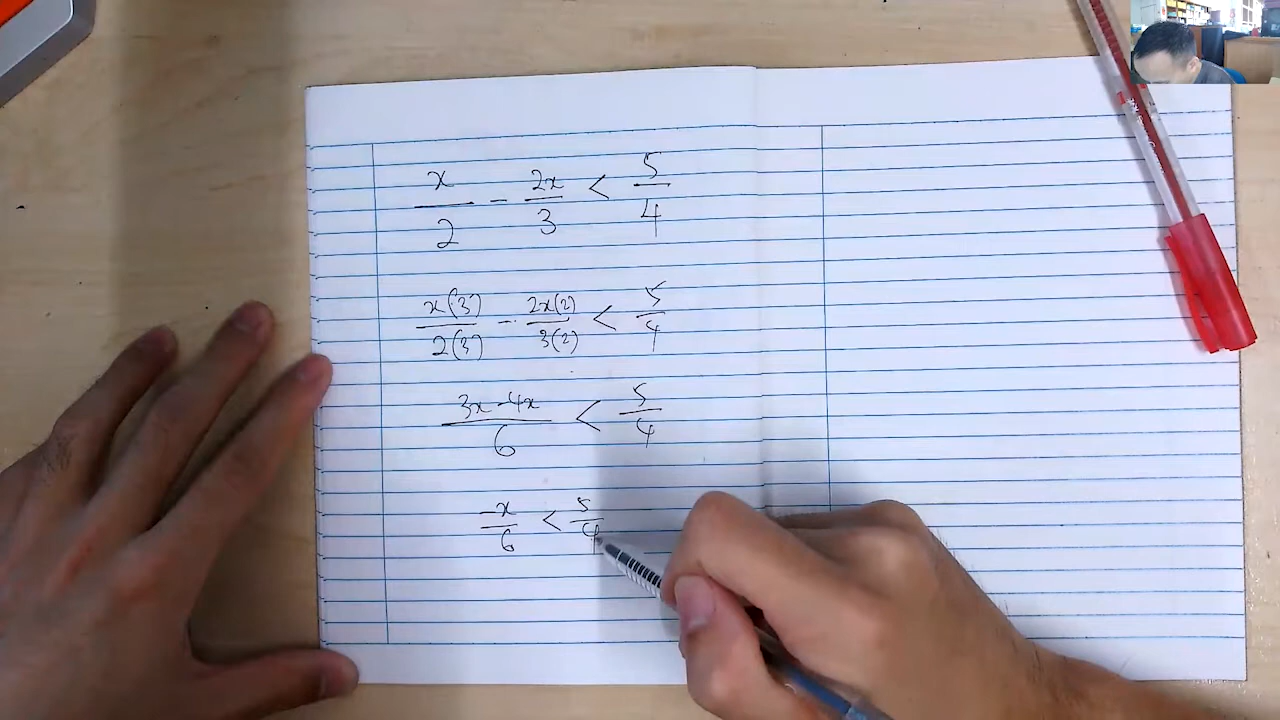 x/2 - 2x/3 < 5/4
x(3)/2(3) - 2x(2)/3(2) < 5/4
3x-4x/6 < 5/4
-x/6 < 5/4